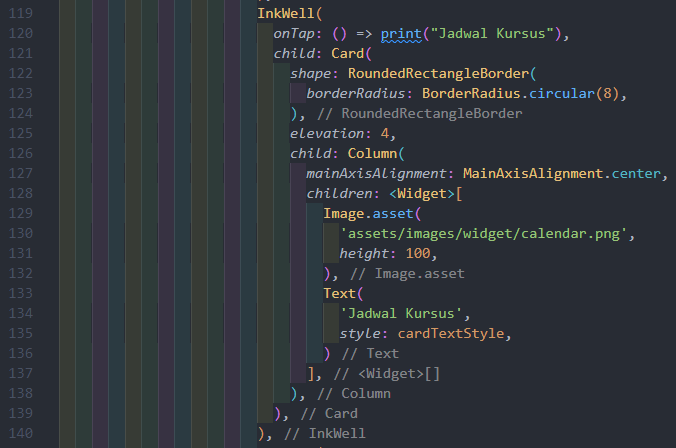 119 InkWell(
120 onTap: () => print("Jadwal Kursus"),
121 child: Card(
122 shape: RoundedRectangleBorder(
123 borderRadius: BorderRadius.circular(8),
124 ), // RoundedRectangleBorder
125 elevation: 4,
126 child: Column(
127 mainAxisAlignment: MainAxisAlignment.center,
128 children: <Widget>[
129 Image.asset(
130 'assets/images/widget/calendar.png',
131 height: 100,
132 ), // Image.asset
133 Text(
134 'Jadwal Kursus',
135 style: cardTextStyle,
136 ) // Text
137 ], // <Widget>[]
138 ), // Column
139 ), // Card
140 ), // InkWell